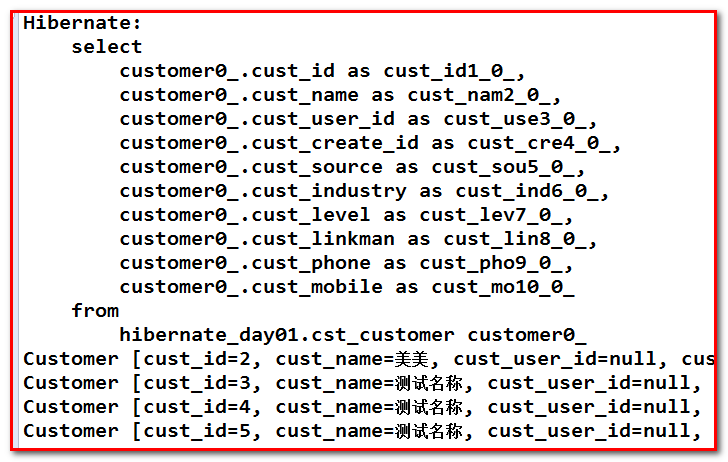 Hibernate:
    select
        customer0_.cust_id as cust_id1_0_,
        customer0_.cust_name as cust_nam2_0_,
        customer0_.cust_user_id as cust_use3_0_,
        customer0_.cust_create_id as cust_cre4_0_,
        customer0_.cust_source as cust_sou5_0_,
        customer0_.cust_industry as cust_ind6_0_,
        customer0_.cust_level as cust_lev7_0_,
        customer0_.cust_linkman as cust_lin8_0_,
        customer0_.cust_phone as cust_pho9_0_,
        customer0_.cust_mobile as cust_mo10_0_
    from
        hibernate_day01.cst_customer customer0_
Customer [cust_id=2, cust_name=美美, cust_user_id=null, cus
Customer [cust_id=3, cust_name=测试名称, cust_user_id=null,
Customer [cust_id=4, cust_name=测试名称, cust_user_id=null,
Customer [cust_id=5, cust_name=测试名称, cust_user_id=null,